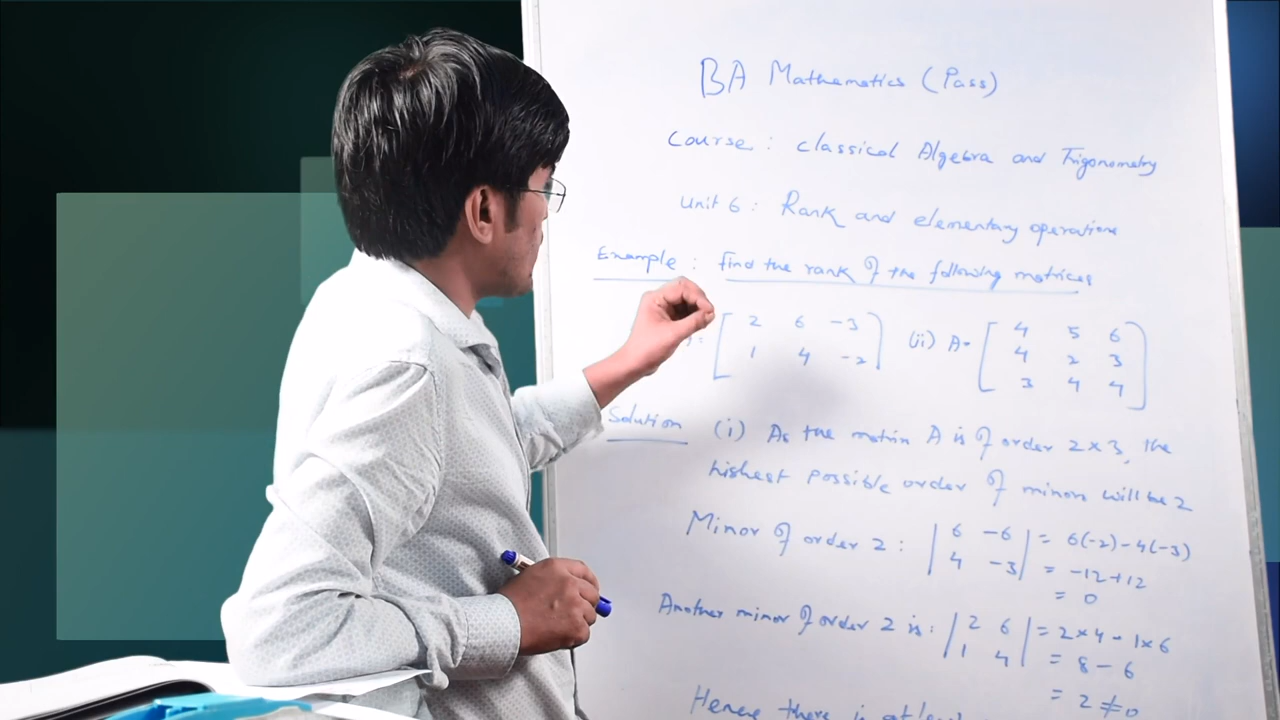 BA Mathematics (Pass)
Course : Classical Algebra and Trigonometry
Unit 6 : Rank and elementary operations
Example : find the rank of the following matrices
[ 2 6 -3 (ii) A= [ 4 5 6
1 4 -2 ] 4 2 3
3 4 4 ]
Solution (i) As the matrix A is of order 2×3, the
highest possible order of minors will be 2
Minor of order 2 : | 6 -6 | = 6(-2)-4(-3)
| 4 -3 | = -12+12
= 0
Another minor of order 2 is : | 2 6 | = 2×4 - 1×6
| 1 4 | = 8 - 6
= 2 ≠ 0
Hence there is